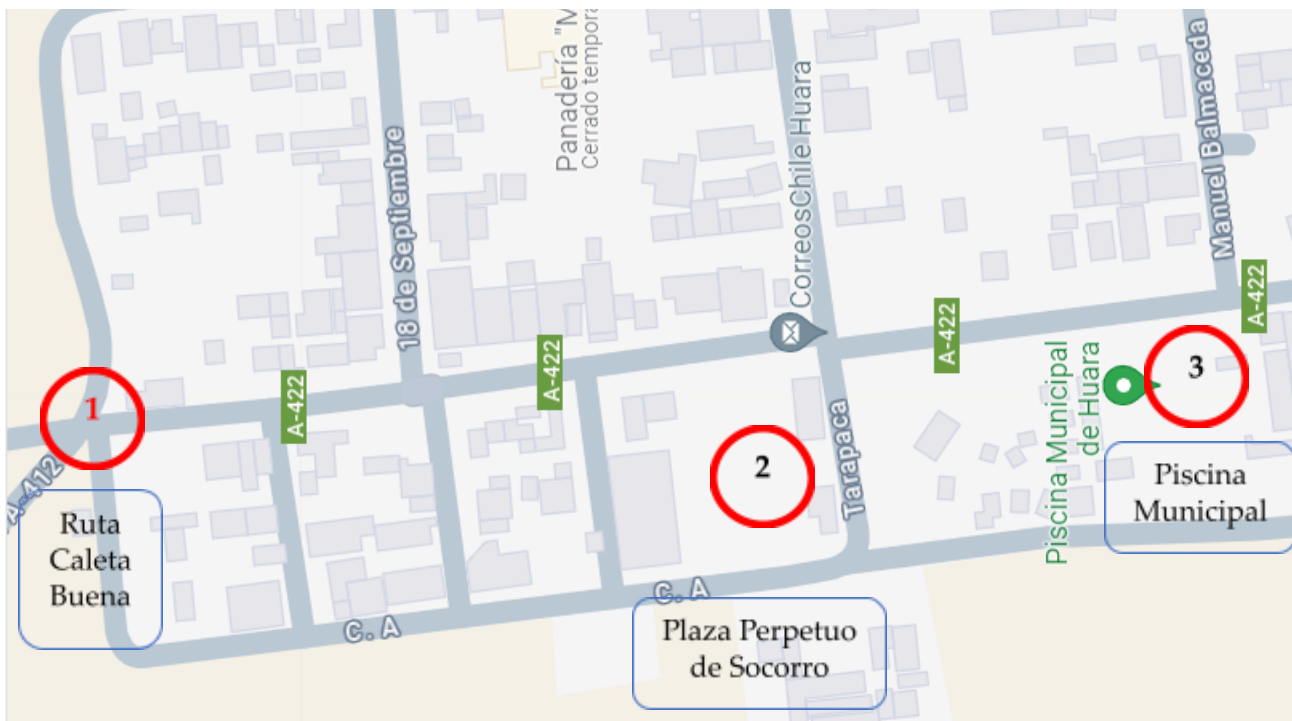 Panadería "M
Cerrado tempora
18 de Septiembre
CorreosChile Huara
Manuel Balmaceda
A-422
A-422
A-422
A-422
1
A-412
2
Tarapaca
3
Piscina Municipal
de Huara
Ruta
Caleta
Buena
Piscina
Municipal
C. A
C. A
Plaza Perpetuo
de Socorro